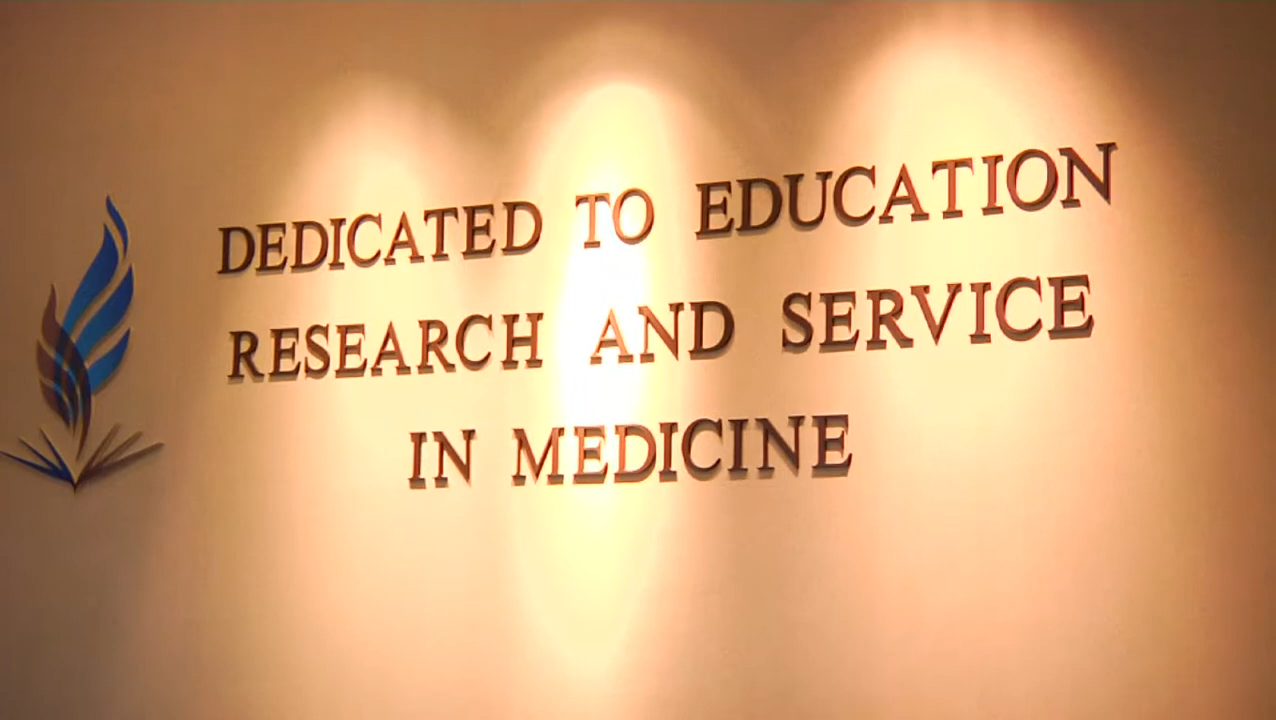 DEDICATED TO EDUCATION
RESEARCH AND SERVICE
IN MEDICINE